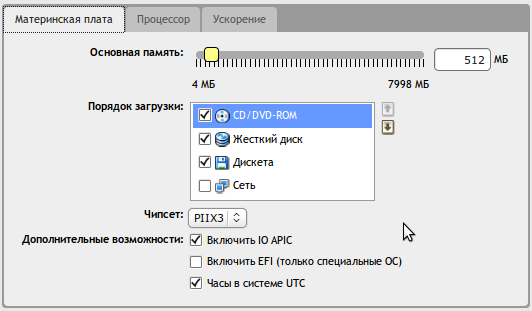 Материнская плата Процессор Ускорение
Основная память: 512 МБ
4 МБ 7998 МБ
Порядок загрузки: CD/DVD-ROM
Жесткий диск
Дискета
Сеть
Чипсет: PIIX3
Дополнительные возможности: Включить IO APIC
Включить EFI (только специальные ОС)
Часы в системе UTC